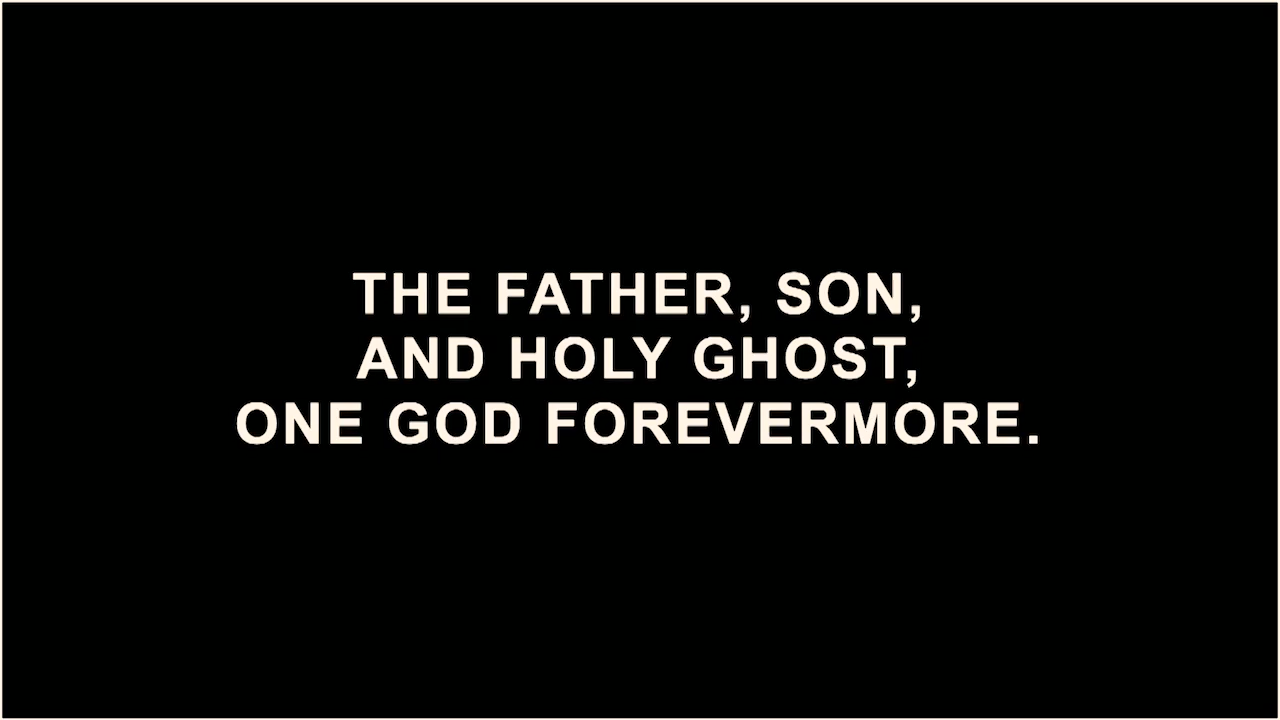 THE FATHER, SON,
AND HOLY GHOST,
ONE GOD FOREVERMORE.